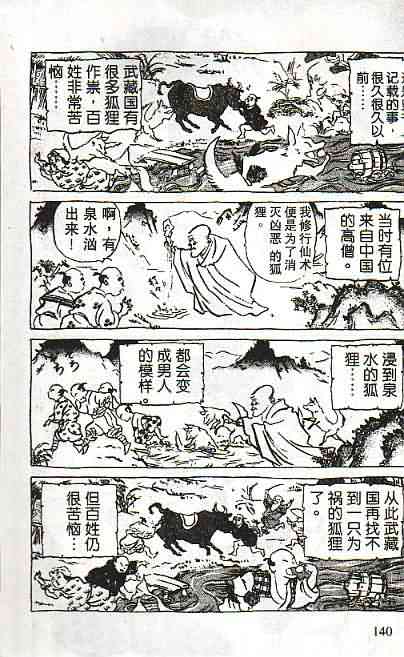 记载的事，
很久很久以
前……
武藏国有
很多狐狸
作祟，百
姓非常苦
恼……
当时有位
来自中国
的高僧。
我修行仙术
便是为了消
灭凶恶的狐
狸。
啊，有
泉水涌
出来！
浸到泉
水的狐
狸……
都会变
成男人
的模样。
从此武藏
国再找不
到一只为
祸的狐狸
了。
但百姓仍
很苦恼…
140